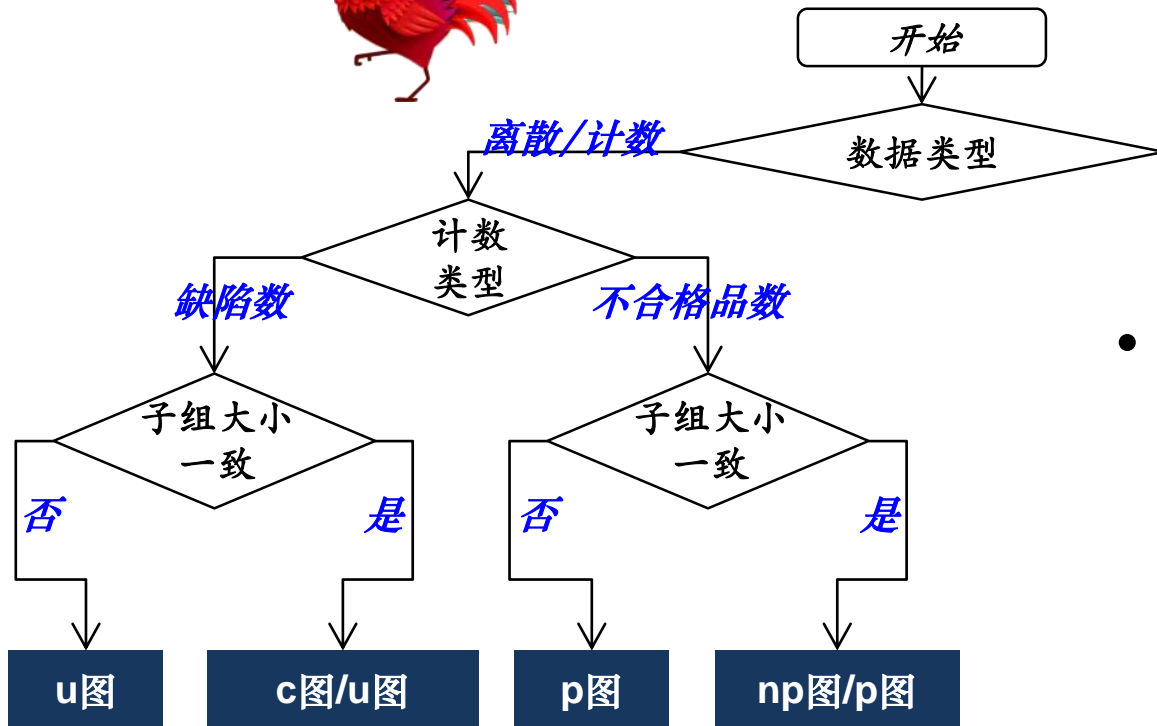 开始
数据类型
离散/计数
计数
类型
缺陷数
不合格品数
子组大小
一致
子组大小
一致
否
是
否
是
u图
c图/u图
p图
np图/p图